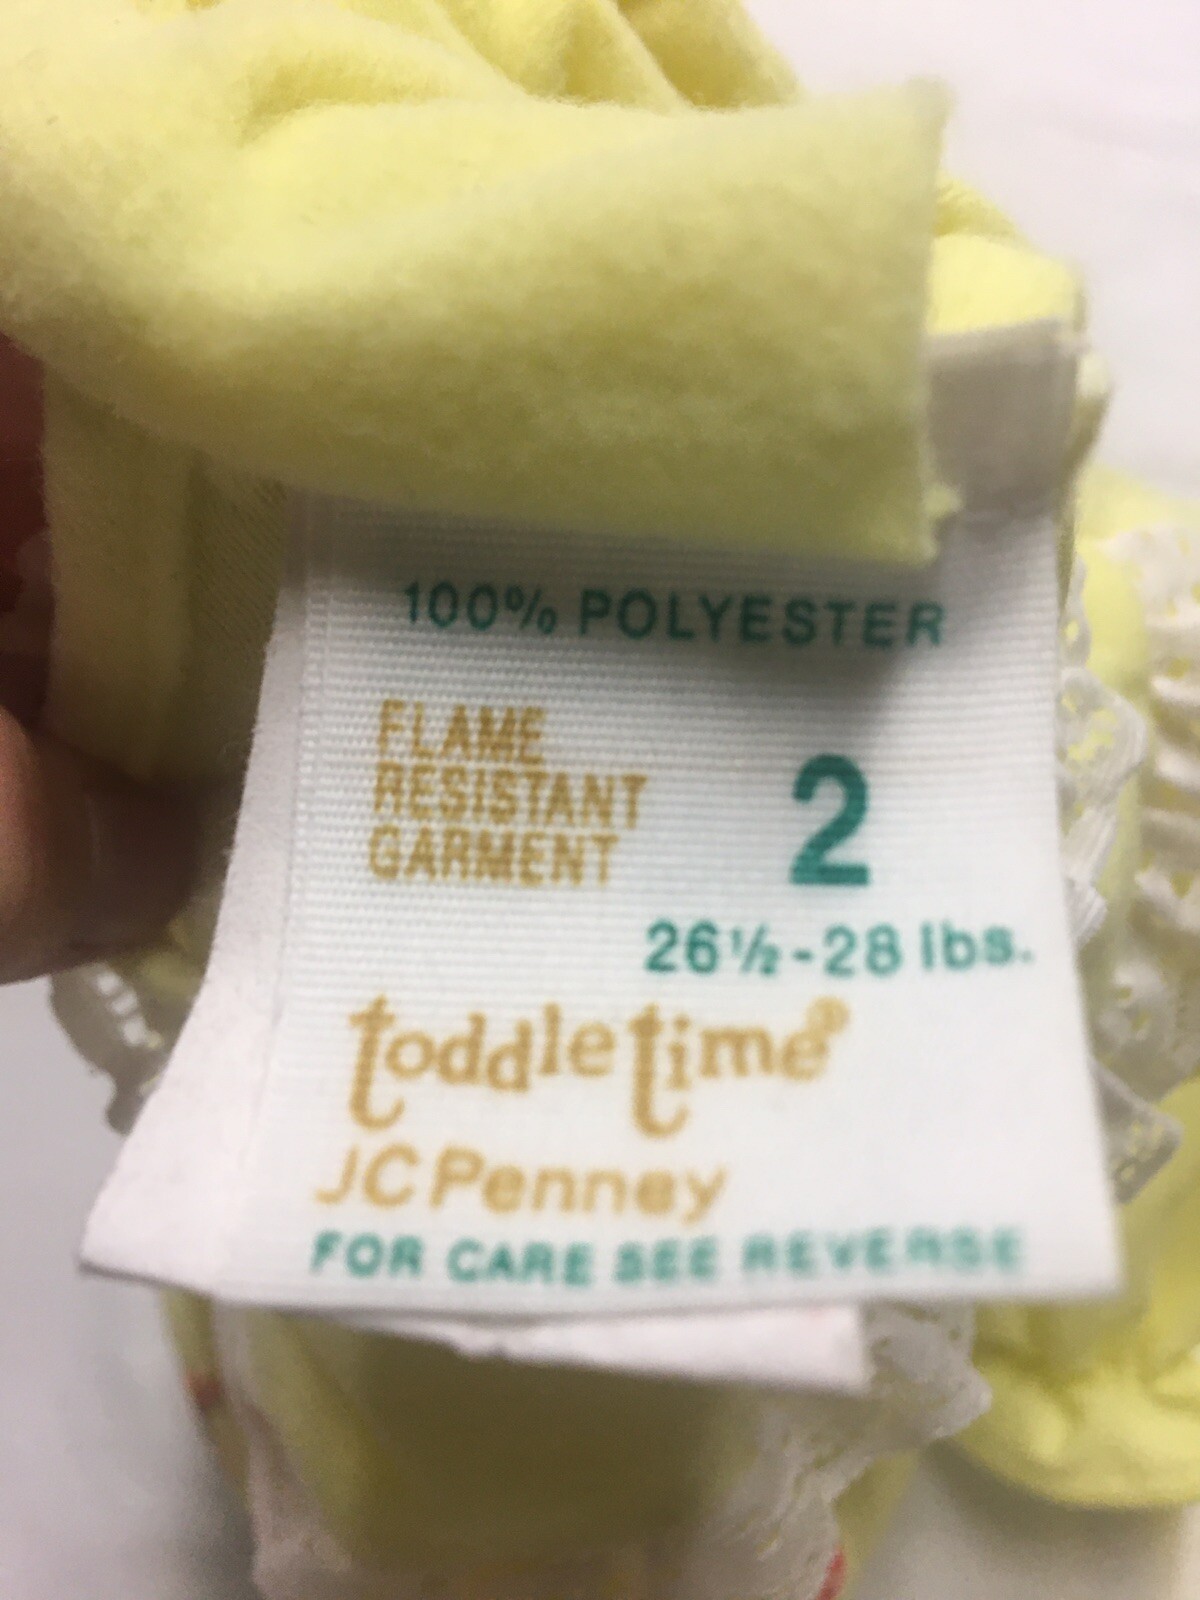 100% POLYESTER
FLAME
RESISTANT
GARMENT
2
26½-28 lbs.
toddletime®
JCPenney
FOR CARE SEE REVERSE